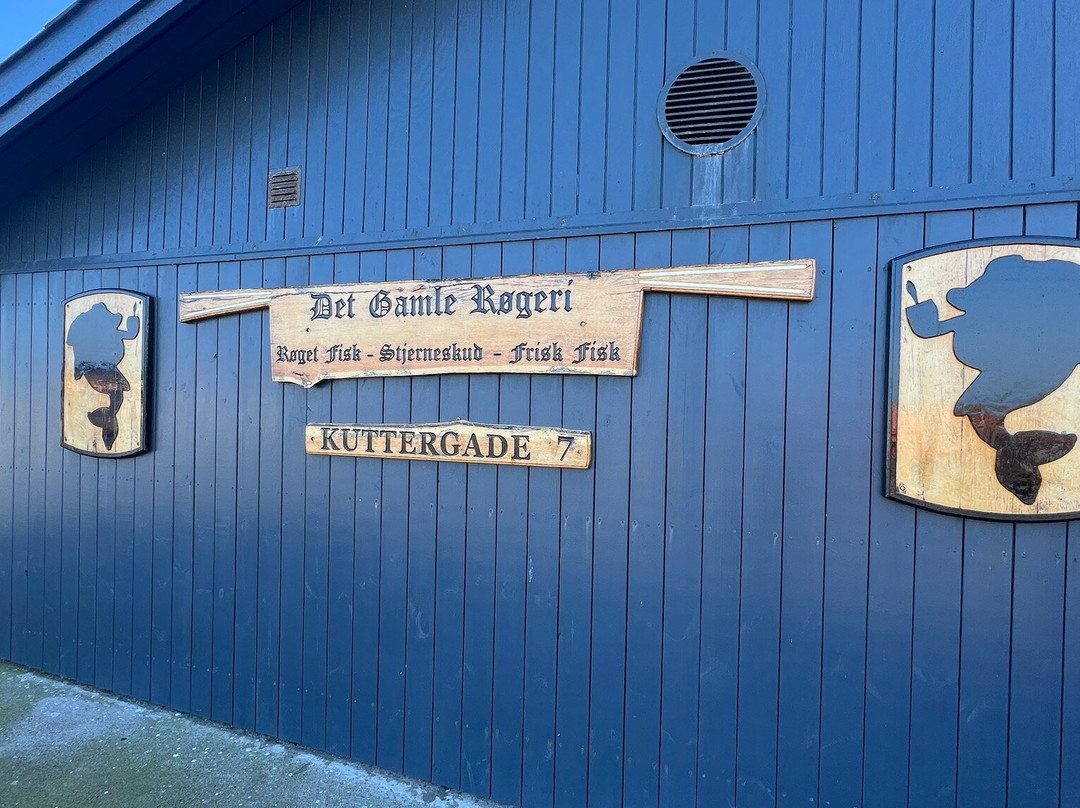 Det Gamle Røgeri
Røget Fisk - Stjerneskud - Frisk Fisk
KUTTERGADE 7